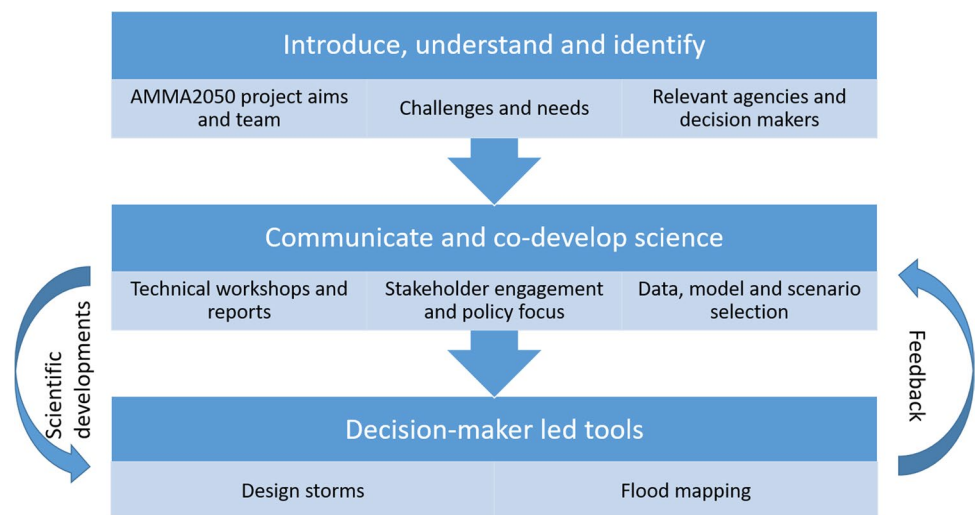 Introduce, understand and identify
AMMA2050 project aims
and team
Challenges and needs
Relevant agencies and
decision makers
Communicate and co-develop science
Technical workshops and
reports
Stakeholder engagement
and policy focus
Data, model and scenario
selection
Scientific
developments
Feedback
Decision-maker led tools
Design storms
Flood mapping